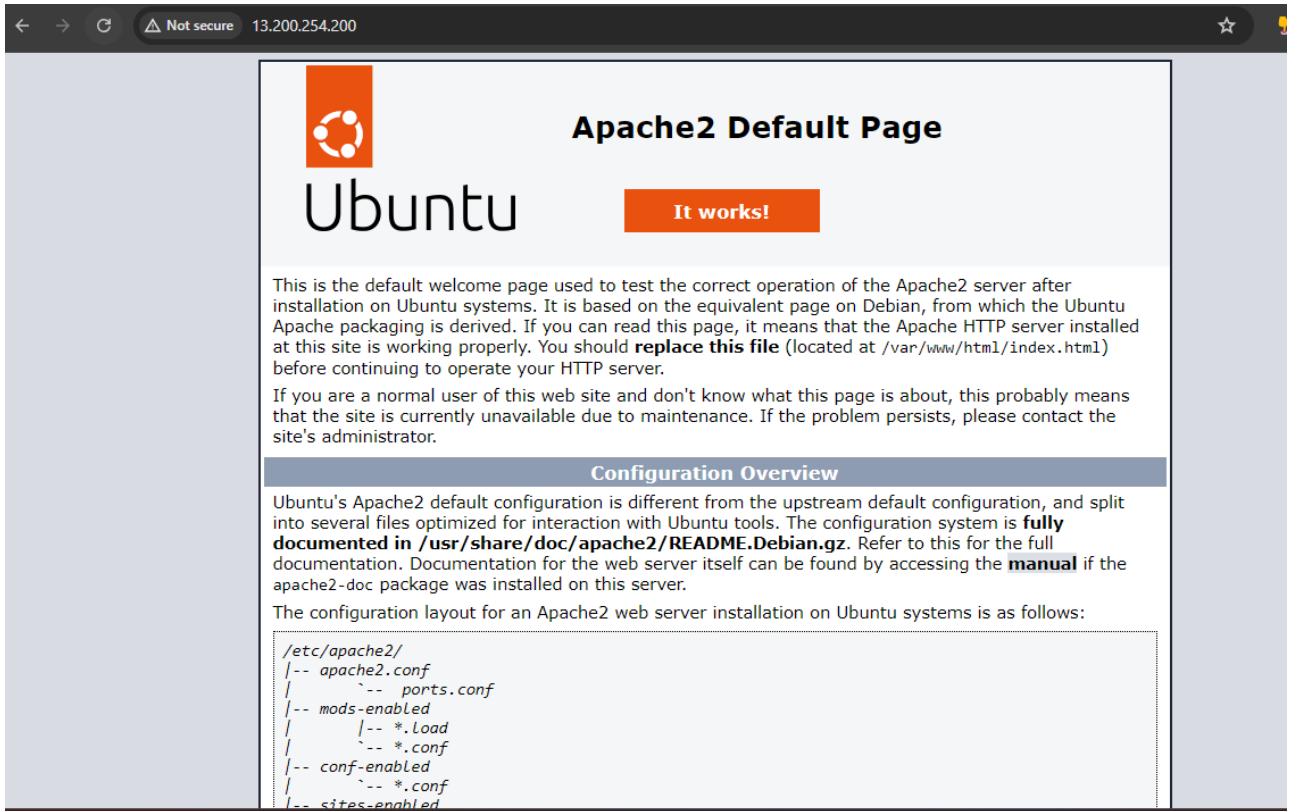 Not secure 13.200.254.200
Apache2 Default Page
Ubuntu
It works!
This is the default welcome page used to test the correct operation of the Apache2 server after
installation on Ubuntu systems. It is based on the equivalent page on Debian, from which the Ubuntu
Apache packaging is derived. If you can read this page, it means that the Apache HTTP server installed
at this site is working properly. You should replace this file (located at /var/www/html/index.html)
before continuing to operate your HTTP server.
If you are a normal user of this web site and don't know what this page is about, this probably means
that the site is currently unavailable due to maintenance. If the problem persists, please contact the
site's administrator.
Configuration Overview
Ubuntu's Apache2 default configuration is different from the upstream default configuration, and split
into several files optimized for interaction with Ubuntu tools. The configuration system is fully
documented in /usr/share/doc/apache2/README.Debian.gz. Refer to this for the full
documentation. Documentation for the web server itself can be found by accessing the manual if the
apache2-doc package was installed on this server.
The configuration layout for an Apache2 web server installation on Ubuntu systems is as follows:
/etc/apache2/
|-- apache2.conf
|       `--  ports.conf
|-- mods-enabled
|       |-- *.load
|       `-- *.conf
|-- conf-enabled
|       `-- *.conf
|-- sites-enabled